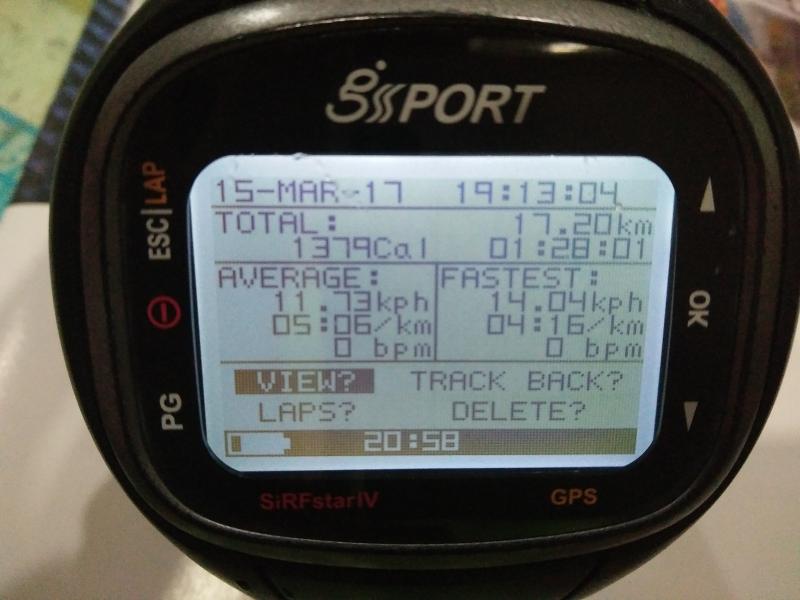 gsSPORT
15-MAR-17 19:13:04
TOTAL: 17.20km
1379Cal 01:28:01
AVERAGE: FASTEST:
11.73kph 14.04kph
05:06/km 04:16/km
0 bpm 0 bpm
VIEW? TRACK BACK?
LAPS? DELETE?
20:58
ESC|LAP
PG
OK
SiRFstarIV GPS